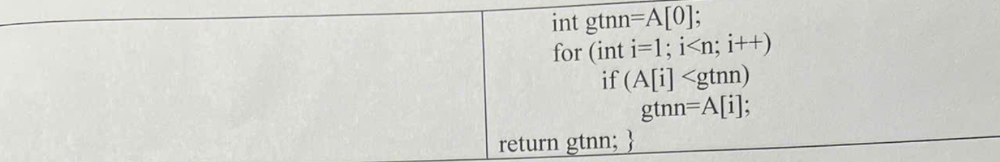 int gtnn=A[0];
for (int i=1; i<n; i++)
if (A[i] <gtnn)
gtnn=A[i];
return gtnn; }